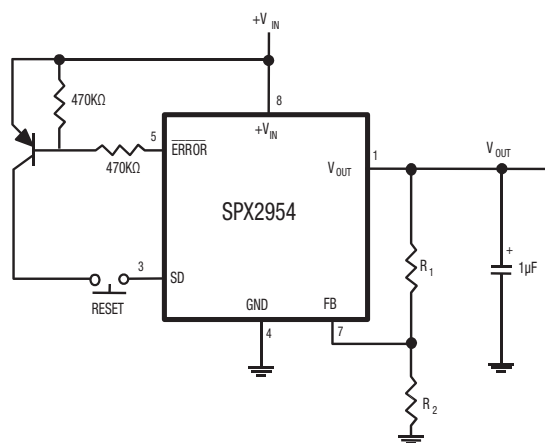 +V IN
470KΩ
8
+V IN
5
ERROR
470KΩ
1
V OUT
V OUT
SPX2954
R 1
+
1µF
3
SD
RESET
GND
FB
4
7
R 2